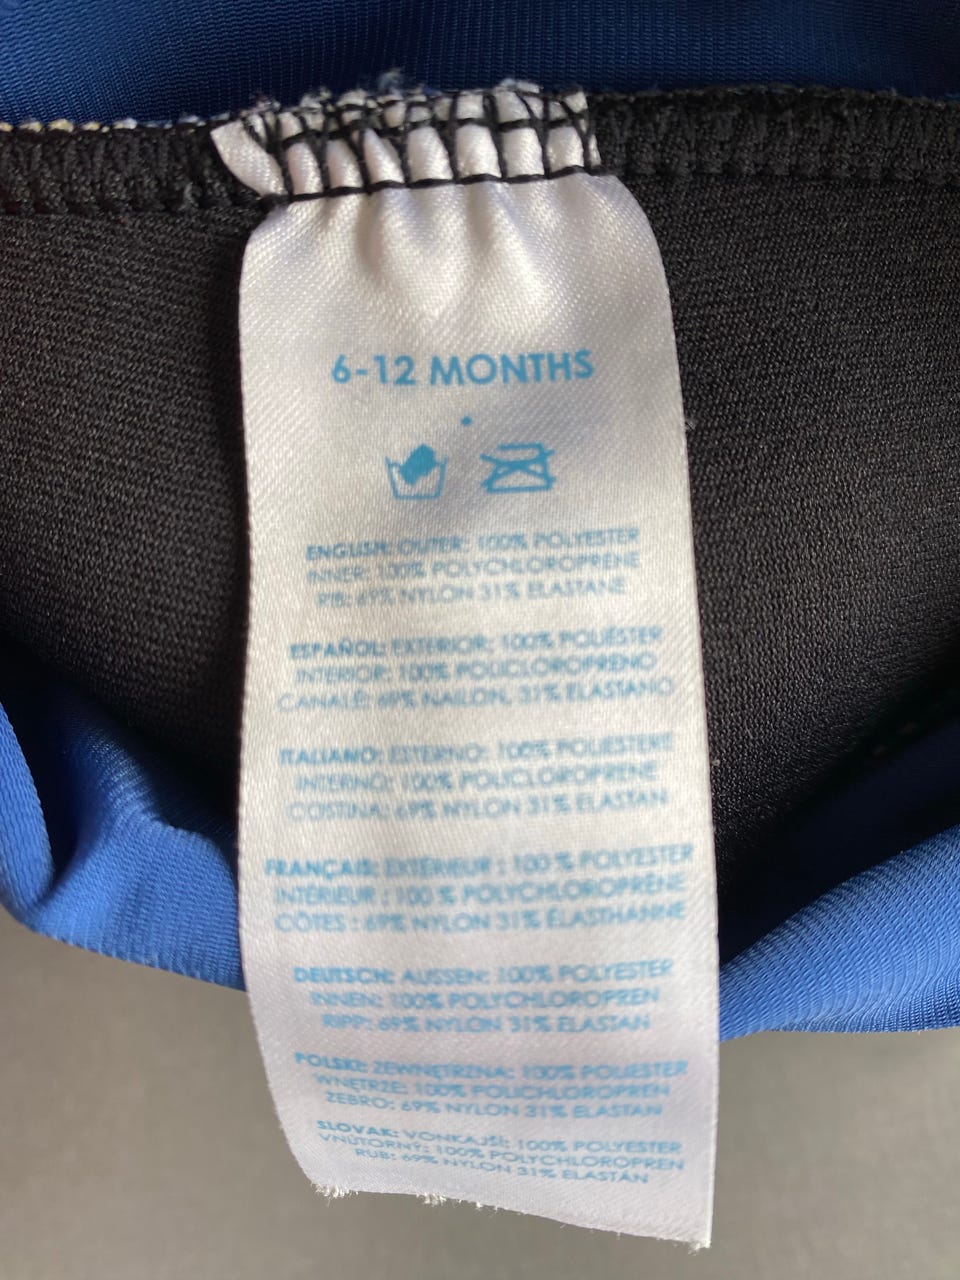 6-12 MONTHS
ENGLISH: OUTER: 100% POLYESTER
INNER: 100% POLYCHLOROPRENE
RIB: 69% NYLON 31% ELASTANE
ESPAÑOL: EXTERIOR: 100% POLIÉSTER
INTERIOR: 100% POLICLOROPRENO
CANALÉ: 69% NAILON, 31% ELASTANO
ITALIANO: ESTERNO: 100% POLIESTERE
INTERNO: 100% POLICLOROPRENE
COSTINA: 69% NYLON 31% ELASTAN
FRANÇAIS: EXTÉRIEUR : 100 % POLYESTER
INTÉRIEUR : 100 % POLYCHLOROPRÈNE
CÔTES : 69% NYLON 31% ÉLASTHANNE
DEUTSCH: AUSSEN: 100% POLYESTER
INNEN: 100% POLYCHLOROPREN
RIPP: 69% NYLON 31% ELASTAN
POLSKI: ZEWNĘTRZNA: 100% POLIESTER
WNĘTRZE: 100% POLICHLOROPREN
ŻEBRO: 69% NYLON 31% ELASTAN
SLOVAK: VONKAJŠÍ: 100% POLYESTER
VNÚTORNÝ: 100% POLYCHLOROPREN
RUB: 69% NYLON 31% ELASTÁN